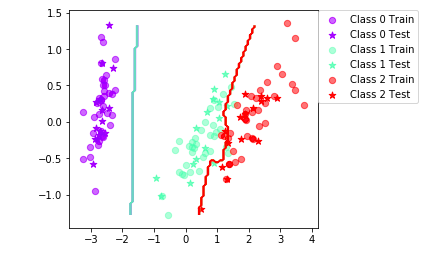 1.5
1.0
0.5
0.0
−0.5
−1.0
−3 −2 −1 0 1 2 3 4
Class 0 Train
Class 0 Test
Class 1 Train
Class 1 Test
Class 2 Train
Class 2 Test